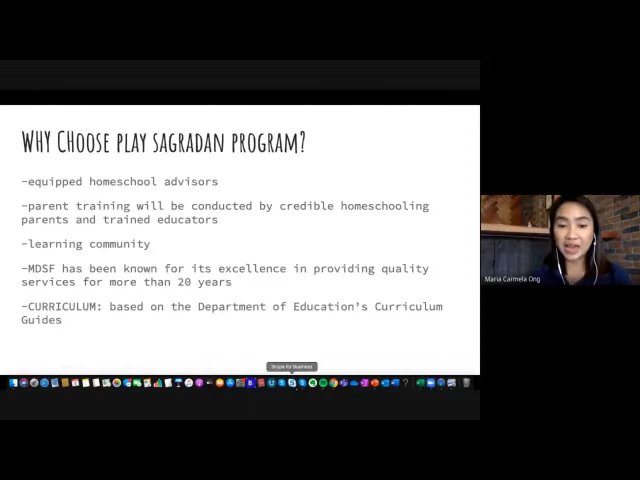 WHY CHoose PLAY SAGRADAN PROGRAM?
-equipped homeschool advisors
-parent training will be conducted by credible homeschooling
parents and trained educators
-learning community
-MDSF has been known for its excellence in providing quality
services for more than 20 years
-CURRICULUM: based on the Department of Education's Curriculum
Guides
Maria Carmela Ong
Skype for Business